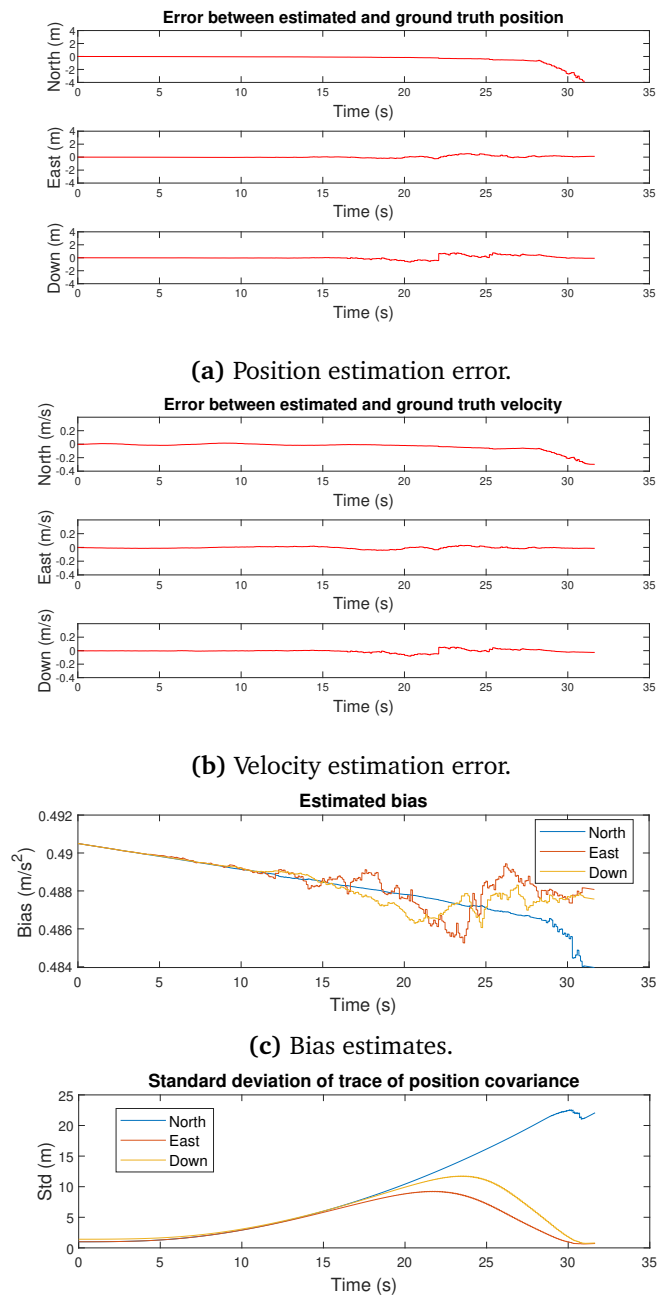 Error between estimated and ground truth position
North (m)
4
2
0
-2
-4
0 5 10 15 20 25 30 35
Time (s)
East (m)
4
2
0
-2
-4
0 5 10 15 20 25 30 35
Time (s)
Down (m)
4
2
0
-2
-4
0 5 10 15 20 25 30 35
Time (s)
(a) Position estimation error.
Error between estimated and ground truth velocity
North (m/s)
0.2
0
-0.2
-0.4
0 5 10 15 20 25 30 35
Time (s)
East (m/s)
0.2
0
-0.2
-0.4
0 5 10 15 20 25 30 35
Time (s)
Down (m/s)
0.2
0
-0.2
-0.4
0 5 10 15 20 25 30 35
Time (s)
(b) Velocity estimation error.
Estimated bias
Bias (m/s²)
0.492
0.49
0.488
0.486
0.484
North
East
Down
0 5 10 15 20 25 30 35
Time (s)
(c) Bias estimates.
Standard deviation of trace of position covariance
Std (m)
25
20
15
10
5
0
North
East
Down
0 5 10 15 20 25 30 35
Time (s)